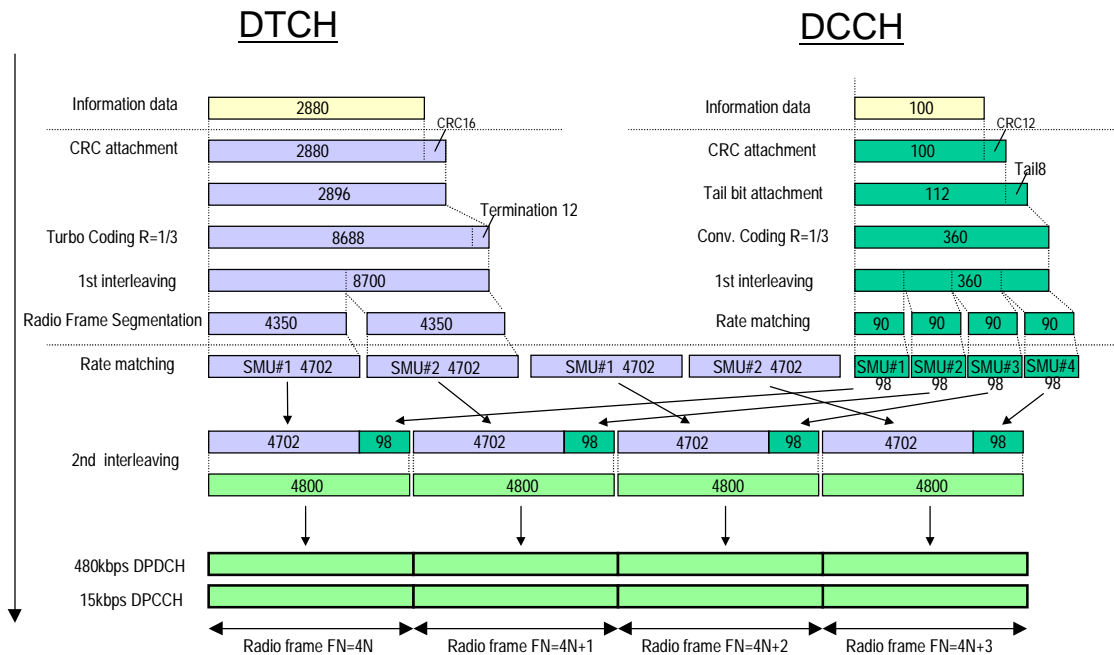 DTCH DCCH
Information data 2880 Information data 100
CRC16 CRC12
CRC attachment 2880 CRC attachment 100
2896 Tail bit attachment 112 Tail8
Termination 12
Turbo Coding R=1/3 8688 Conv. Coding R=1/3 360
1st interleaving 8700 1st interleaving 360
Radio Frame Segmentation 4350 4350 Rate matching 90 90 90 90
Rate matching SMU#1 4702 SMU#2 4702 SMU#1 4702 SMU#2 4702 SMU#1 SMU#2 SMU#3 SMU#4
98 98 98 98
4702 98 4702 98 4702 98 4702 98
2nd interleaving
4800 4800 4800 4800
480kbps DPDCH
15kbps DPCCH
Radio frame FN=4N Radio frame FN=4N+1 Radio frame FN=4N+2 Radio frame FN=4N+3